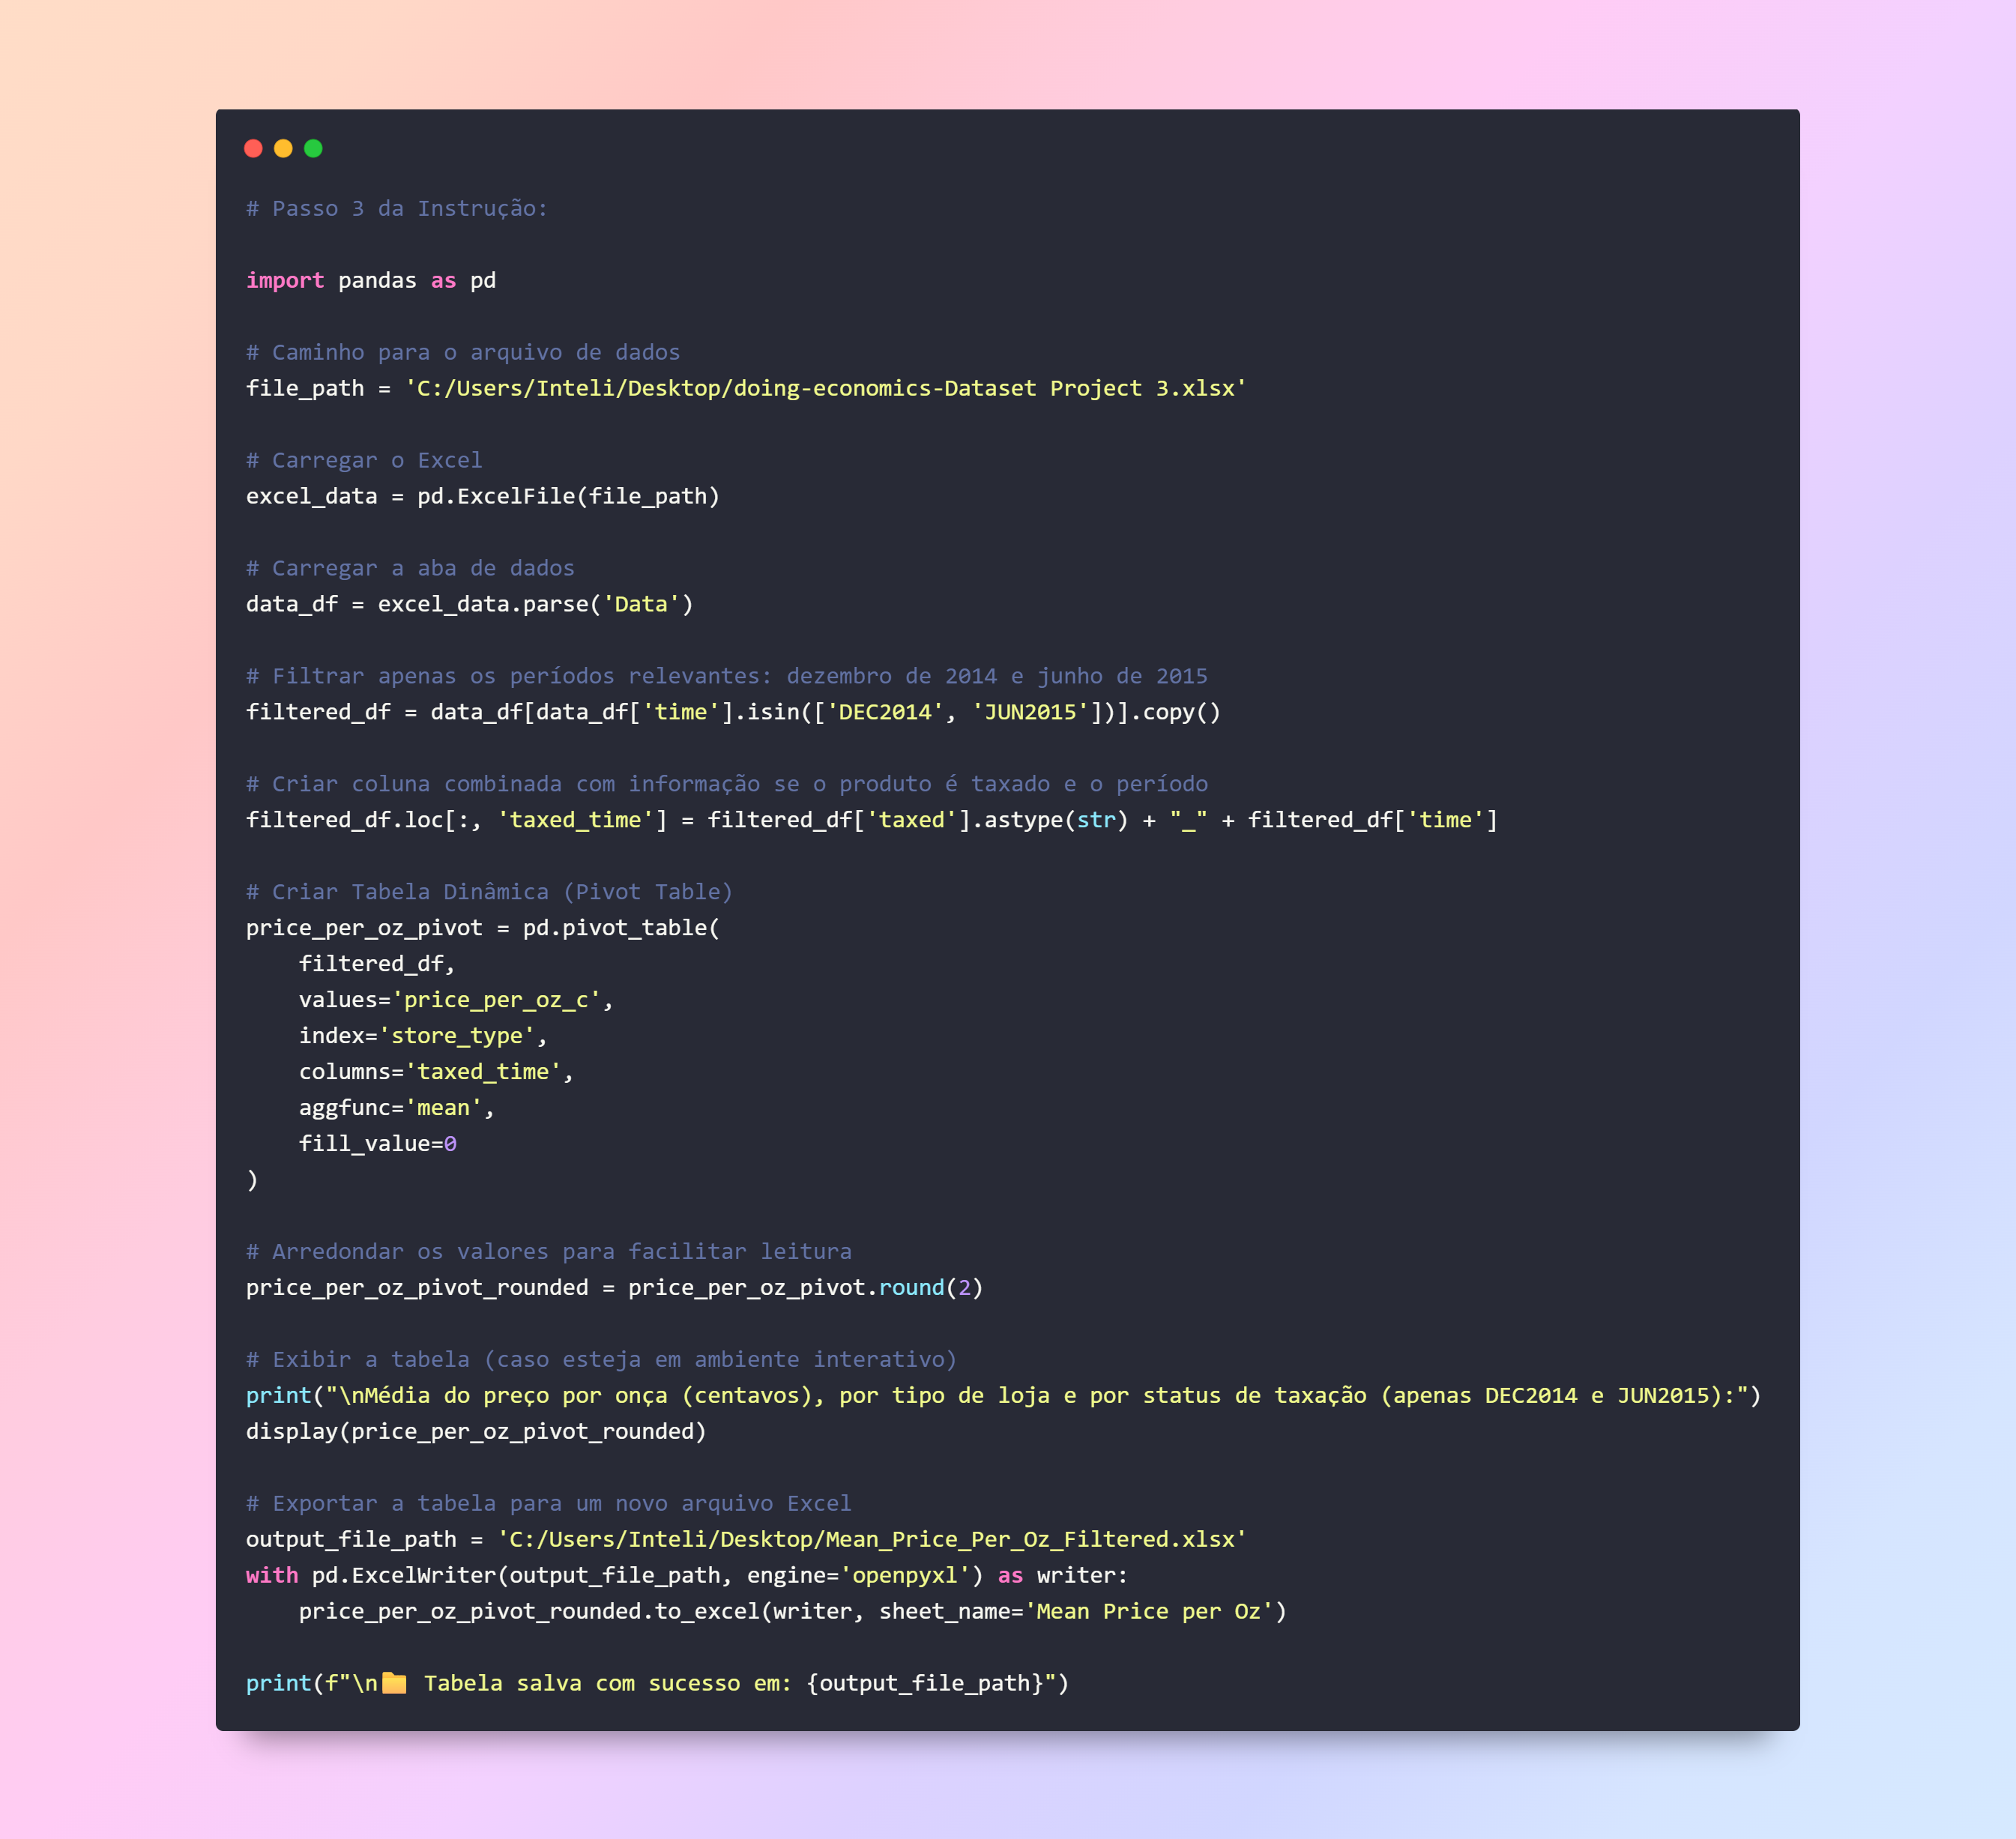 # Passo 3 da Instrução:
import pandas as pd
# Caminho para o arquivo de dados
file_path = 'C:/Users/Inteli/Desktop/doing-economics-Dataset Project 3.xlsx'
# Carregar o Excel
excel_data = pd.ExcelFile(file_path)
# Carregar a aba de dados
data_df = excel_data.parse('Data')
# Filtrar apenas os períodos relevantes: dezembro de 2014 e junho de 2015
filtered_df = data_df[data_df['time'].isin(['DEC2014', 'JUN2015'])].copy()
# Criar coluna combinada com informação se o produto é taxado e o período
filtered_df.loc[:, 'taxed_time'] = filtered_df['taxed'].astype(str) + "_" + filtered_df['time']
# Criar Tabela Dinâmica (Pivot Table)
price_per_oz_pivot = pd.pivot_table(
    filtered_df,
    values='price_per_oz_c',
    index='store_type',
    columns='taxed_time',
    aggfunc='mean',
    fill_value=0
)
# Arredondar os valores para facilitar leitura
price_per_oz_pivot_rounded = price_per_oz_pivot.round(2)
# Exibir a tabela (caso esteja em ambiente interativo)
print("\nMédia do preço por onça (centavos), por tipo de loja e por status de taxação (apenas DEC2014 e JUN2015):")
display(price_per_oz_pivot_rounded)
# Exportar a tabela para um novo arquivo Excel
output_file_path = 'C:/Users/Inteli/Desktop/Mean_Price_Per_Oz_Filtered.xlsx'
with pd.ExcelWriter(output_file_path, engine='openpyxl') as writer:
    price_per_oz_pivot_rounded.to_excel(writer, sheet_name='Mean Price per Oz')
print(f"\n📁 Tabela salva com sucesso em: {output_file_path}")